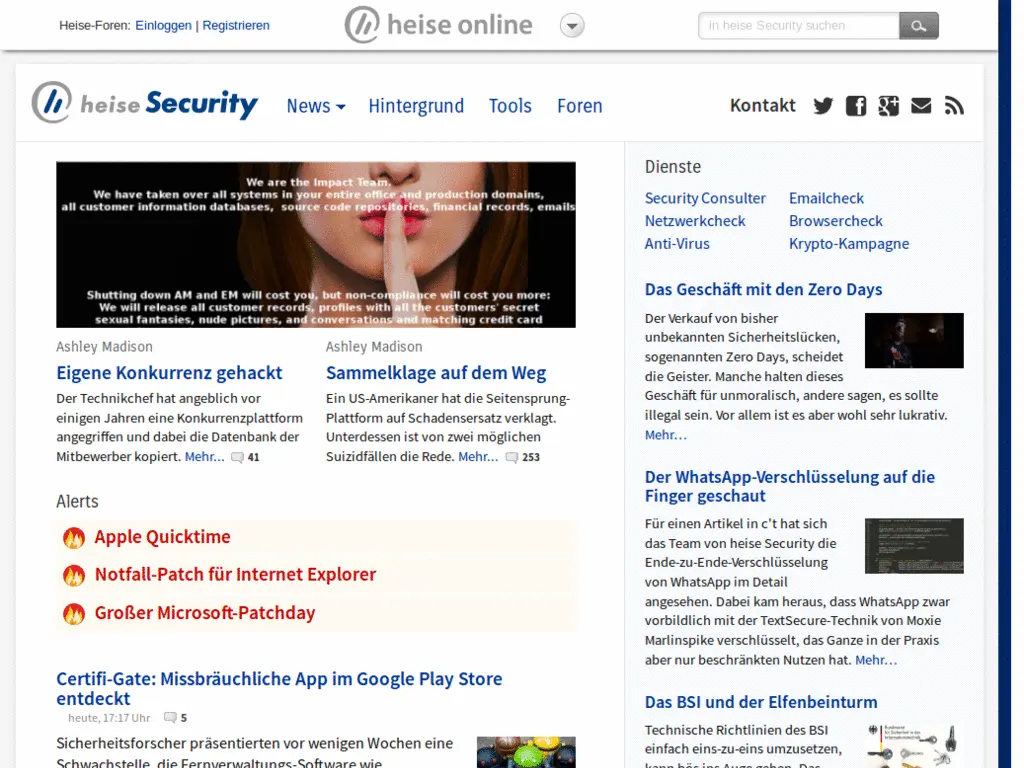 Heise-Foren: Einloggen | Registrieren
heise online
in heise Security suchen
heise Security
News
Hintergrund
Tools
Foren
Kontakt
We are the Impact Team.
We have taken over all systems in your entire office and production domains,
all customer information databases, source code repositories, financial records, emails
Shutting down AM and EM will cost you, but non-compliance will cost you more:
We will release all customer records, profiles with all the customers' secret
sexual fantasies, nude pictures, and conversations and matching credit card
Ashley Madison
Eigene Konkurrenz gehackt
Der Technikchef hat angeblich vor
einigen Jahren eine Konkurrenzplattform
angegriffen und dabei die Datenbank der
Mitbewerber kopiert. Mehr... 41
Ashley Madison
Sammelklage auf dem Weg
Ein US-Amerikaner hat die Seitensprung-
Plattform auf Schadensersatz verklagt.
Unterdessen ist von zwei möglichen
Suizidfällen die Rede. Mehr... 253
Alerts
Apple Quicktime
Notfall-Patch für Internet Explorer
Großer Microsoft-Patchday
Certifi-Gate: Missbräuchliche App im Google Play Store
entdeckt
heute, 17:17 Uhr 5
Sicherheitsforscher präsentierten vor wenigen Wochen eine
Schwachstelle, die Fernverwaltungs-Software wie
Dienste
Security Consulter
Emailcheck
Netzwerkcheck
Browsercheck
Anti-Virus
Krypto-Kampagne
Das Geschäft mit den Zero Days
Der Verkauf von bisher
unbekannten Sicherheitslücken,
sogenannten Zero Days, scheidet
die Geister. Manche halten dieses
Geschäft für unmoralisch, andere sagen, es sollte
illegal sein. Vor allem ist es aber wohl sehr lukrativ.
Mehr…
Der WhatsApp-Verschlüsselung auf die
Finger geschaut
Für einen Artikel in c't hat sich
das Team von heise Security die
Ende-zu-Ende-Verschlüsselung
von WhatsApp im Detail
angesehen. Dabei kam heraus, dass WhatsApp zwar
vorbildlich mit der TextSecure-Technik von Moxie
Marlinspike verschlüsselt, das Ganze in der Praxis
aber nur beschränkten Nutzen hat. Mehr…
Das BSI und der Elfenbeinturm
Technische Richtlinien des BSI
einfach eins-zu-eins umzusetzen,
kann bös ins Auge gehen. Das